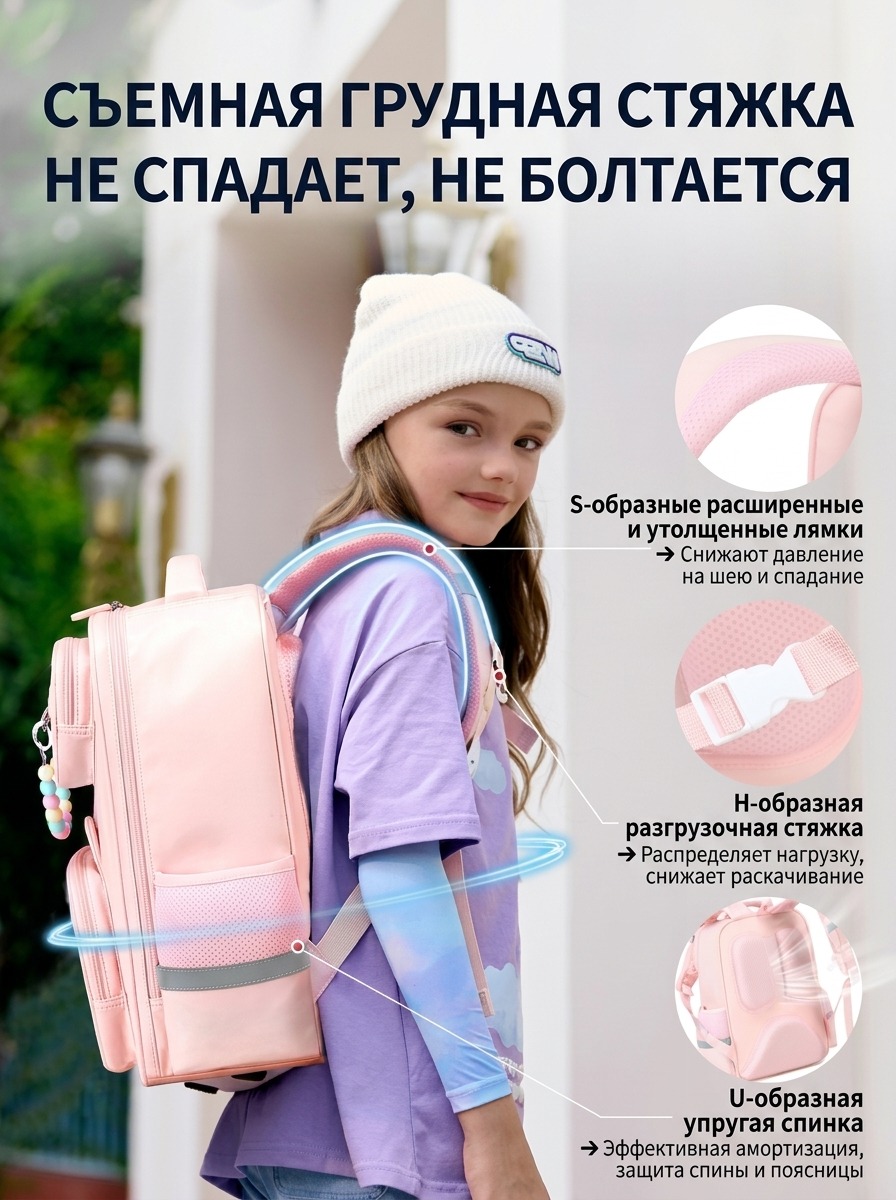 СЪЕМНАЯ ГРУДНАЯ СТЯЖКА
НЕ СПАДАЕТ, НЕ БОЛТАЕТСЯ
S-образные расширенные
и утолщенные лямки
➔ Снижают давление
на шею и спадание
Н-образная
разгрузочная стяжка
➔ Распределяет нагрузку,
снижает раскачивание
U-образная
упругая спинка
➔ Эффективная амортизация,
защита спины и поясницы